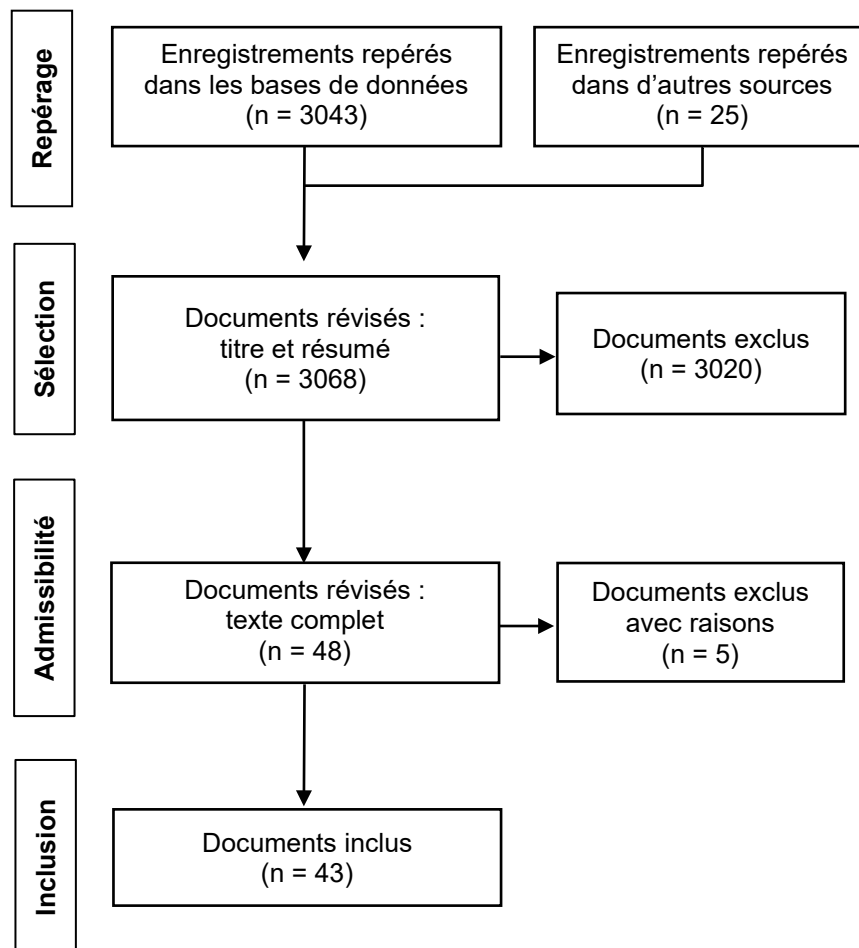 Repérage
Enregistrements repérés
dans les bases de données
(n = 3043)
Enregistrements repérés
dans d’autres sources
(n = 25)
Sélection
Documents révisés :
titre et résumé
(n = 3068)
Documents exclus
(n = 3020)
Admissibilité
Documents révisés :
texte complet
(n = 48)
Documents exclus
avec raisons
(n = 5)
Inclusion
Documents inclus
(n = 43)